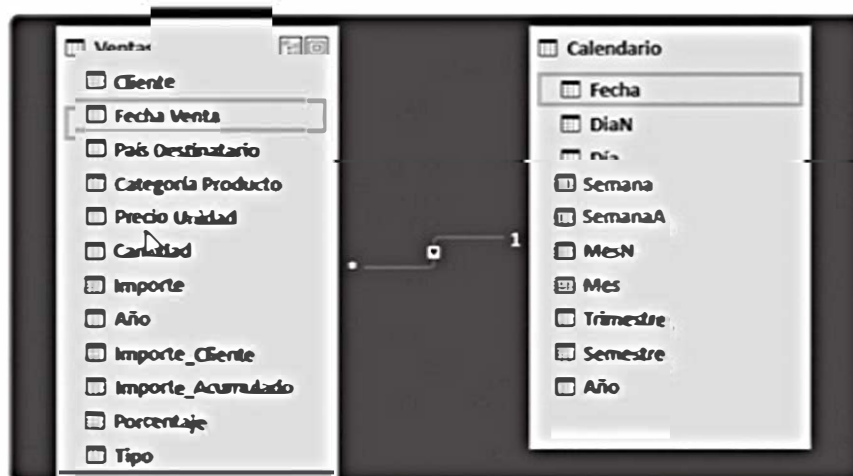 Ventas
Cliente
Fecha Venta
País Destinatario
Categoría Producto
Precio Unidad
Cantidad
Importe
Año
Importe_Cliente
Importe_Acumulado
Porcentaje
Tipo
1
Calendario
Fecha
DiaN
Día
Semana
SemanaA
MesN
Mes
Trimestre
Semestre
Año